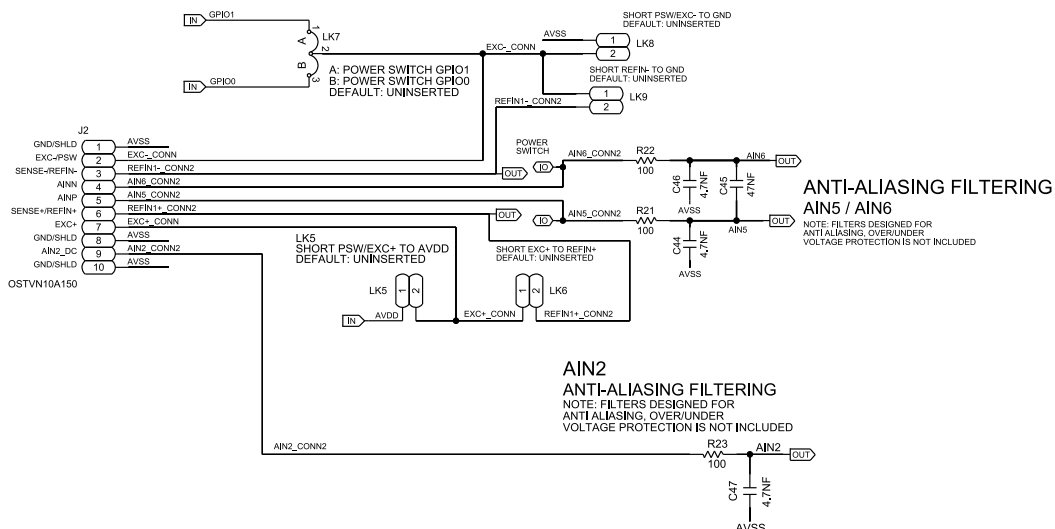 IN
GPIO1
1
A
LK7
2
B
3
IN
GPIO0
A: POWER SWITCH GPIO1
B: POWER SWITCH GPIO0
DEFAULT: UNINSERTED
EXC-_CONN
SHORT PSW/EXC- TO GND
DEFAULT: UNINSERTED
AVSS
1
2
LK8
SHORT REFIN- TO GND
DEFAULT: UNINSERTED
1
2
LK9
REFIN1-_CONN2
J2
GND/SHLD 1 AVSS
EXC-/PSW 2 EXC-_CONN
SENSE-/REFIN- 3 REFIN1-_CONN2
AINN 4 AIN6_CONN2
AINP 5 AIN5_CONN2
SENSE+/REFIN+ 6 REFIN1+_CONN2
EXC+ 7 EXC+_CONN
GND/SHLD 8 AVSS
AIN2_DC 9 AIN2_CONN2
GND/SHLD 10 AVSS
OSTVN10A150
OUT
OUT
POWER
SWITCH
IO
IO
AIN6_CONN2
R22
100
AIN6
OUT
C46
4.7NF
AVSS
C45
47NF
AIN5_CONN2
R21
100
AIN5
OUT
C44
4.7NF
AVSS
ANTI-ALIASING FILTERING
AIN5 / AIN6
NOTE: FILTERS DESIGNED FOR
ANTI ALIASING, OVER/UNDER
VOLTAGE PROTECTION IS NOT INCLUDED
LK5
SHORT PSW/EXC+ TO AVDD
DEFAULT: UNINSERTED
SHORT EXC+ TO REFIN+
DEFAULT: UNINSERTED
LK5
1
2
LK6
1
2
IN
AVDD
EXC+_CONN
REFIN1+_CONN2
AIN2
ANTI-ALIASING FILTERING
NOTE: FILTERS DESIGNED FOR
ANTI ALIASING, OVER/UNDER
VOLTAGE PROTECTION IS NOT INCLUDED
AIN2_CONN2
R23
100
AIN2
OUT
C47
4.7NF
AVSS